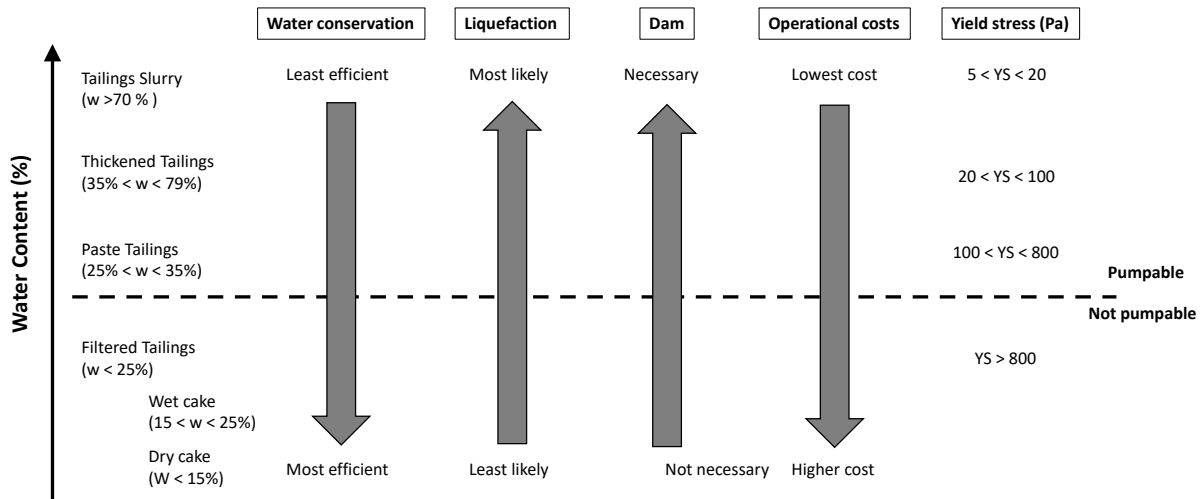 Water conservation
Liquefaction
Dam
Operational costs
Yield stress (Pa)
Water Content (%)
Tailings Slurry
(w >70 % )
Least efficient
Most likely
Necessary
Lowest cost
5 < YS < 20
Thickened Tailings
(35% < w < 79%)
20 < YS < 100
Paste Tailings
(25% < w < 35%)
100 < YS < 800
Pumpable
Not pumpable
Filtered Tailings
(w < 25%)
YS > 800
Wet cake
(15 < w < 25%)
Dry cake
(W < 15%)
Most efficient
Least likely
Not necessary
Higher cost